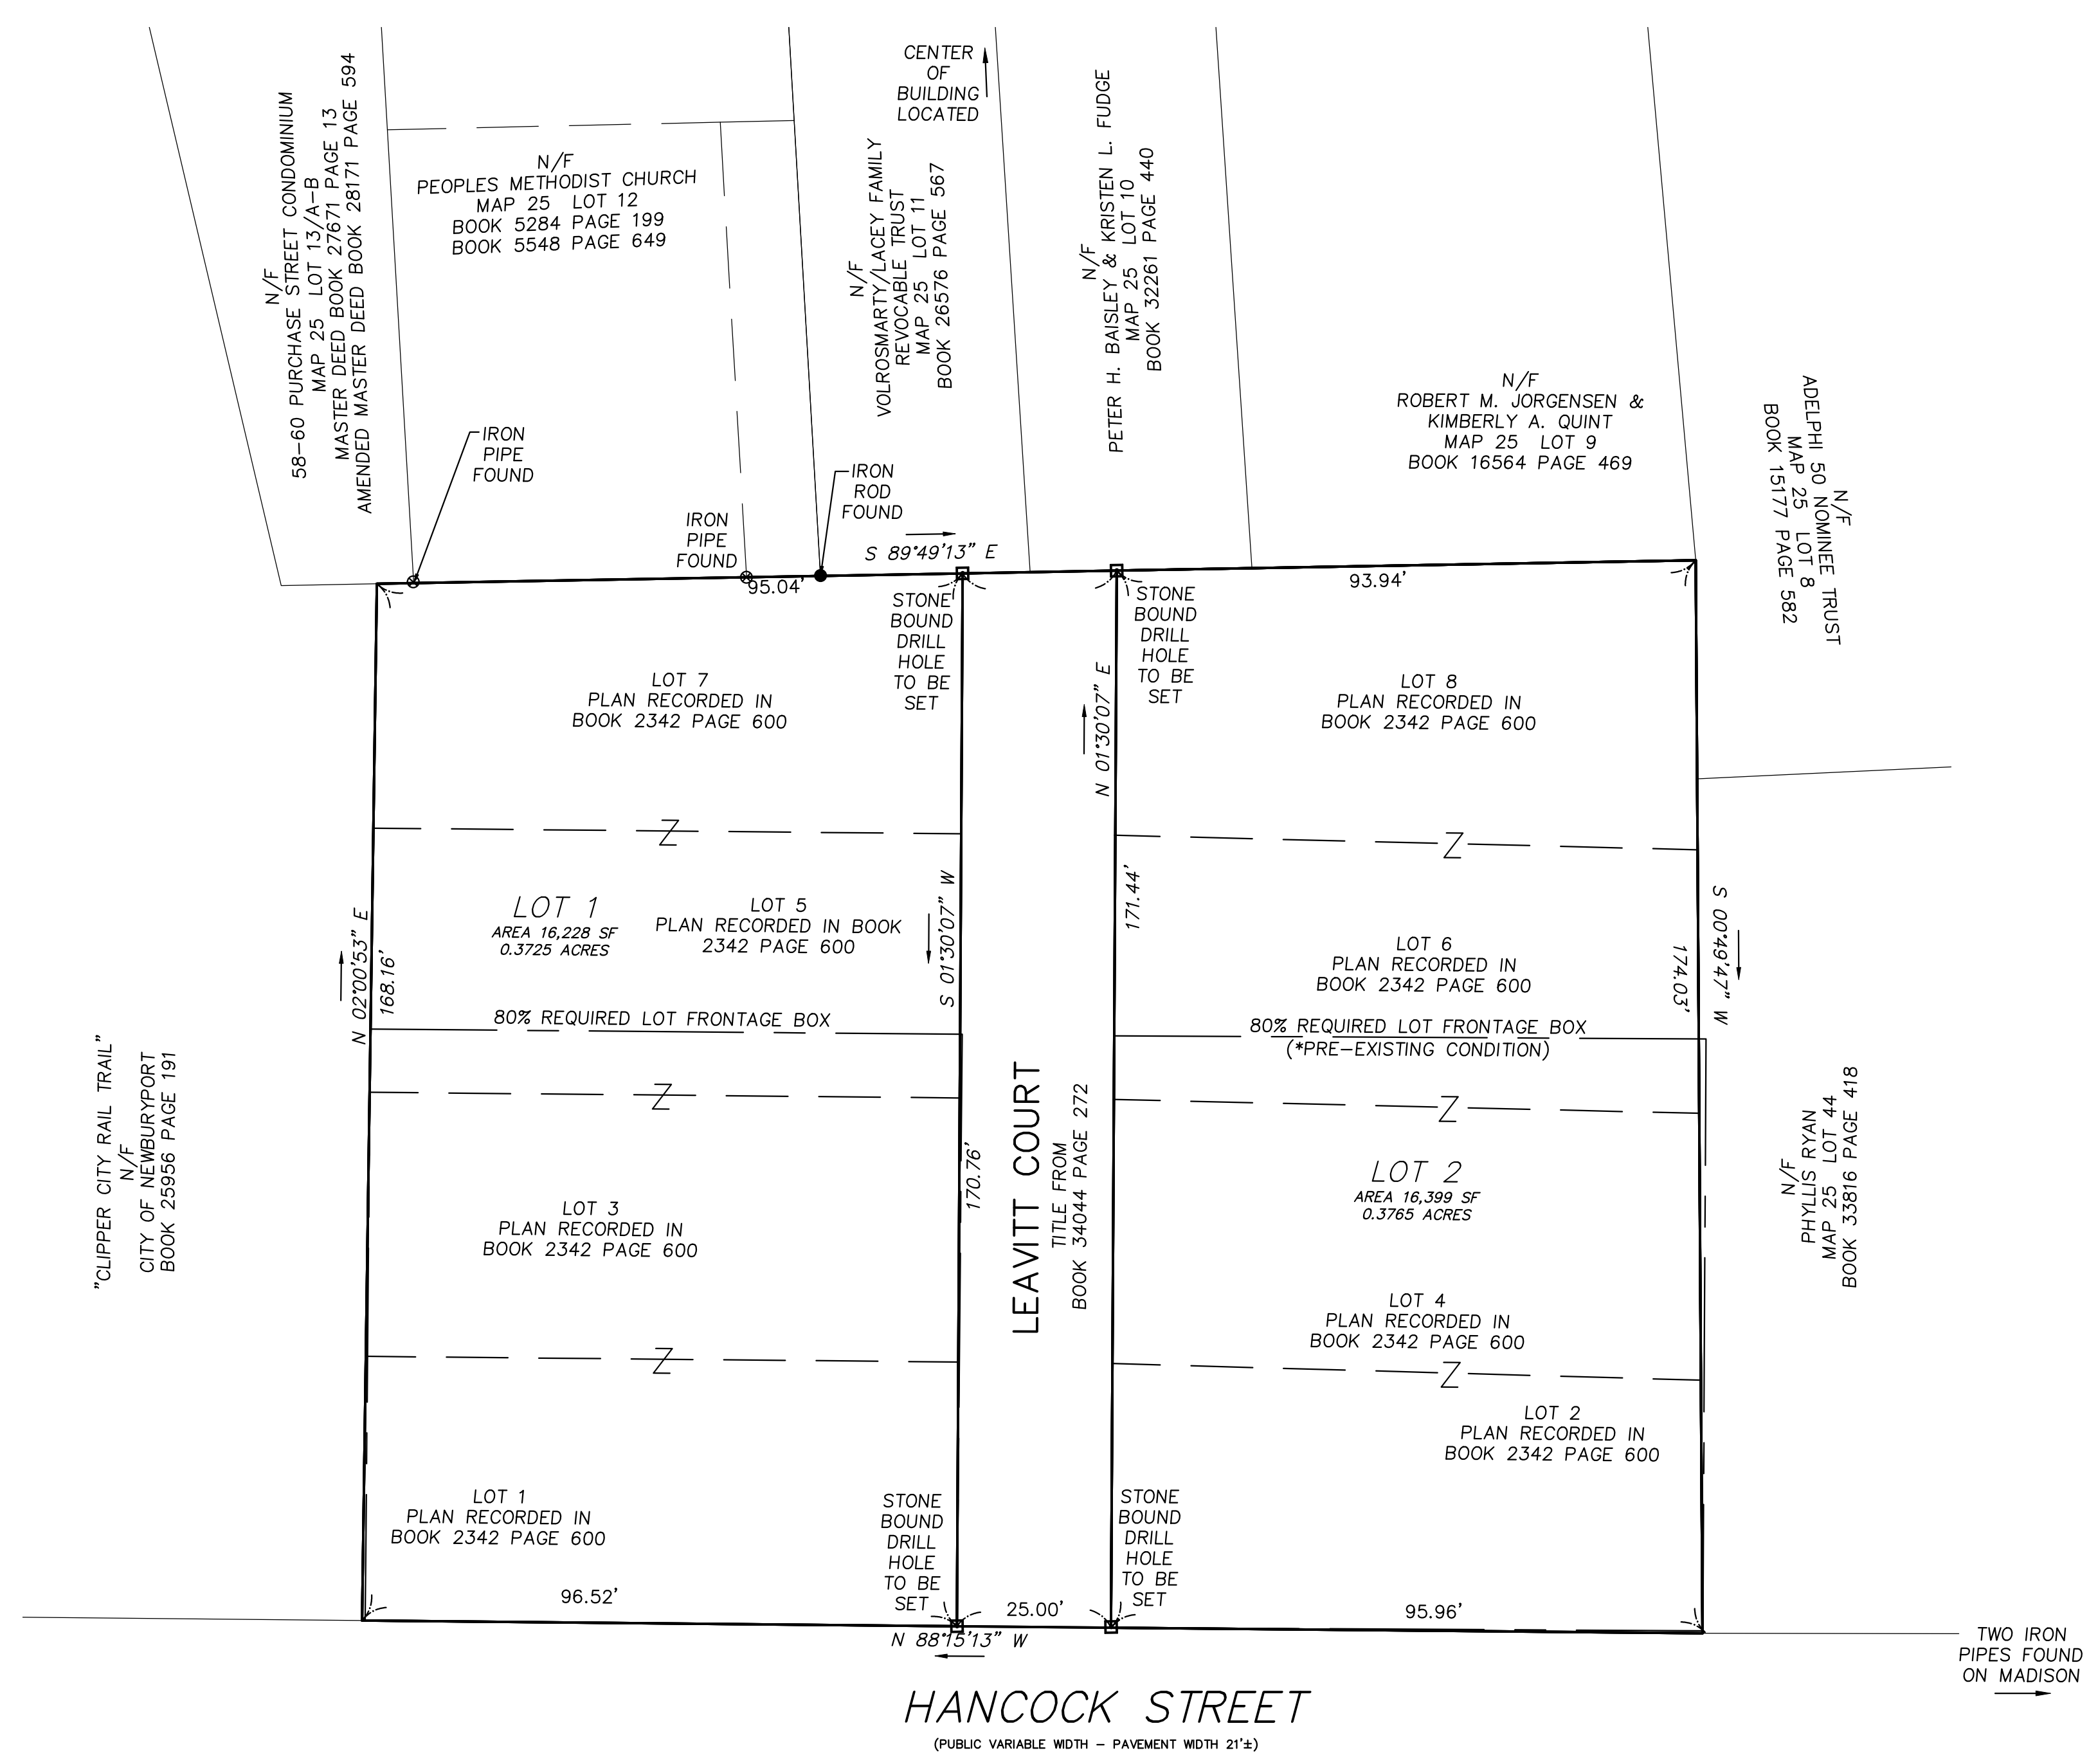 CENTER
OF
BUILDING
LOCATED
N/F
58-60 PURCHASE STREET CONDOMINIUM
MAP 25 LOT 13/A-B
MASTER DEED BOOK 27671 PAGE 13
AMENDED MASTER DEED BOOK 28171 PAGE 594
N/F
PEOPLES METHODIST CHURCH
MAP 25 LOT 12
BOOK 5284 PAGE 199
BOOK 5548 PAGE 649
N/F
VOLROSMARTY/LACEY FAMILY
REVOCABLE TRUST
MAP 25 LOT 11
BOOK 26576 PAGE 567
N/F
PETER H. BAISLEY & KRISTEN L. FUDGE
MAP 25 LOT 10
BOOK 32261 PAGE 440
N/F
ROBERT M. JORGENSEN &
KIMBERLY A. QUINT
MAP 25 LOT 9
BOOK 16564 PAGE 469
N/F
ADELPHI 50 NOMINEE TRUST
MAP 25 LOT 8
BOOK 15177 PAGE 582
IRON
PIPE
FOUND
IRON
PIPE
FOUND
IRON
ROD
FOUND
S 89°49'13" E
95.04'
93.94'
STONE
BOUND
DRILL
HOLE
TO BE
SET
STONE
BOUND
DRILL
HOLE
TO BE
SET
LOT 7
PLAN RECORDED IN
BOOK 2342 PAGE 600
N 01°30'07" E
LOT 8
PLAN RECORDED IN
BOOK 2342 PAGE 600
Z
Z
N 02°00'53" E
168.16'
LOT 1
AREA 16,228 SF
0.3725 ACRES
LOT 5
PLAN RECORDED IN BOOK
2342 PAGE 600
S 01°30'07" W
171.44'
LOT 6
PLAN RECORDED IN
BOOK 2342 PAGE 600
174.03'
S 00°49'47" W
80% REQUIRED LOT FRONTAGE BOX
80% REQUIRED LOT FRONTAGE BOX
(*PRE-EXISTING CONDITION)
Z
Z
"CLIPPER CITY RAIL TRAIL"
N/F
CITY OF NEWBURYPORT
BOOK 25956 PAGE 191
LOT 3
PLAN RECORDED IN
BOOK 2342 PAGE 600
170.76'
LEAVITT COURT
TITLE FROM
BOOK 34044 PAGE 272
LOT 2
AREA 16,399 SF
0.3765 ACRES
N/F
PHYLLIS RYAN
MAP 25 LOT 44
BOOK 33816 PAGE 418
LOT 4
PLAN RECORDED IN
BOOK 2342 PAGE 600
Z
Z
LOT 2
PLAN RECORDED IN
BOOK 2342 PAGE 600
LOT 1
PLAN RECORDED IN
BOOK 2342 PAGE 600
STONE
BOUND
DRILL
HOLE
TO BE
SET
STONE
BOUND
DRILL
HOLE
TO BE
SET
96.52'
25.00'
95.96'
N 88°15'13" W
TWO IRON
PIPES FOUND
ON MADISON
HANCOCK STREET
(PUBLIC VARIABLE WIDTH - PAVEMENT WIDTH 21'±)